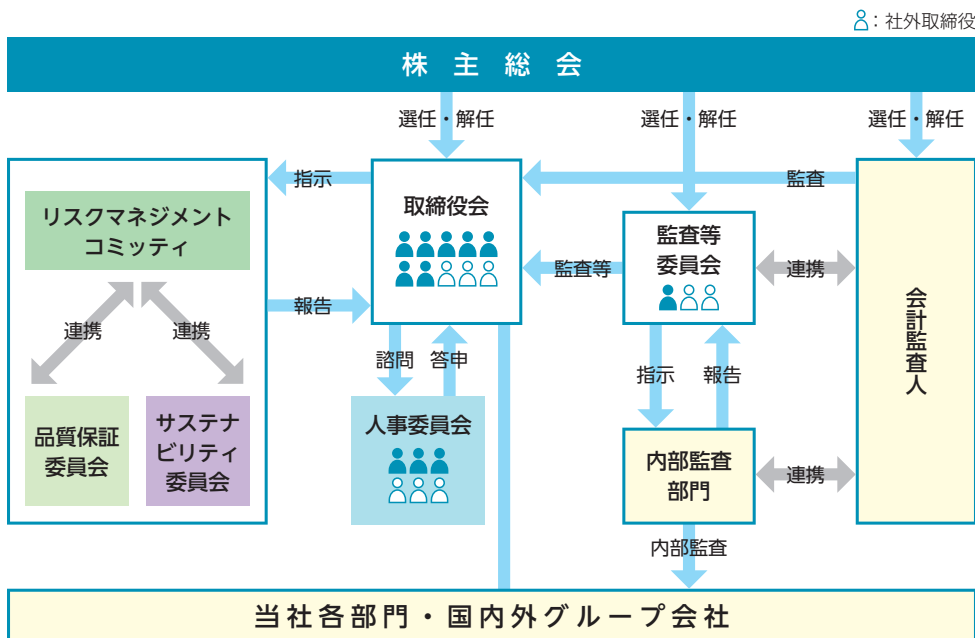 ：社外取締役
株主総会
選任・解任
選任・解任
選任・解任
指示
監査
リスクマネジメント
コミッティ
取締役会
監査等
委員会
監査等
連携
報告
連携
連携
会計監査人
諮問
答申
指示
報告
品質保証
委員会
サステナ
ビリティ
委員会
人事委員会
内部監査
部門
連携
内部監査
当社各部門・国内外グループ会社